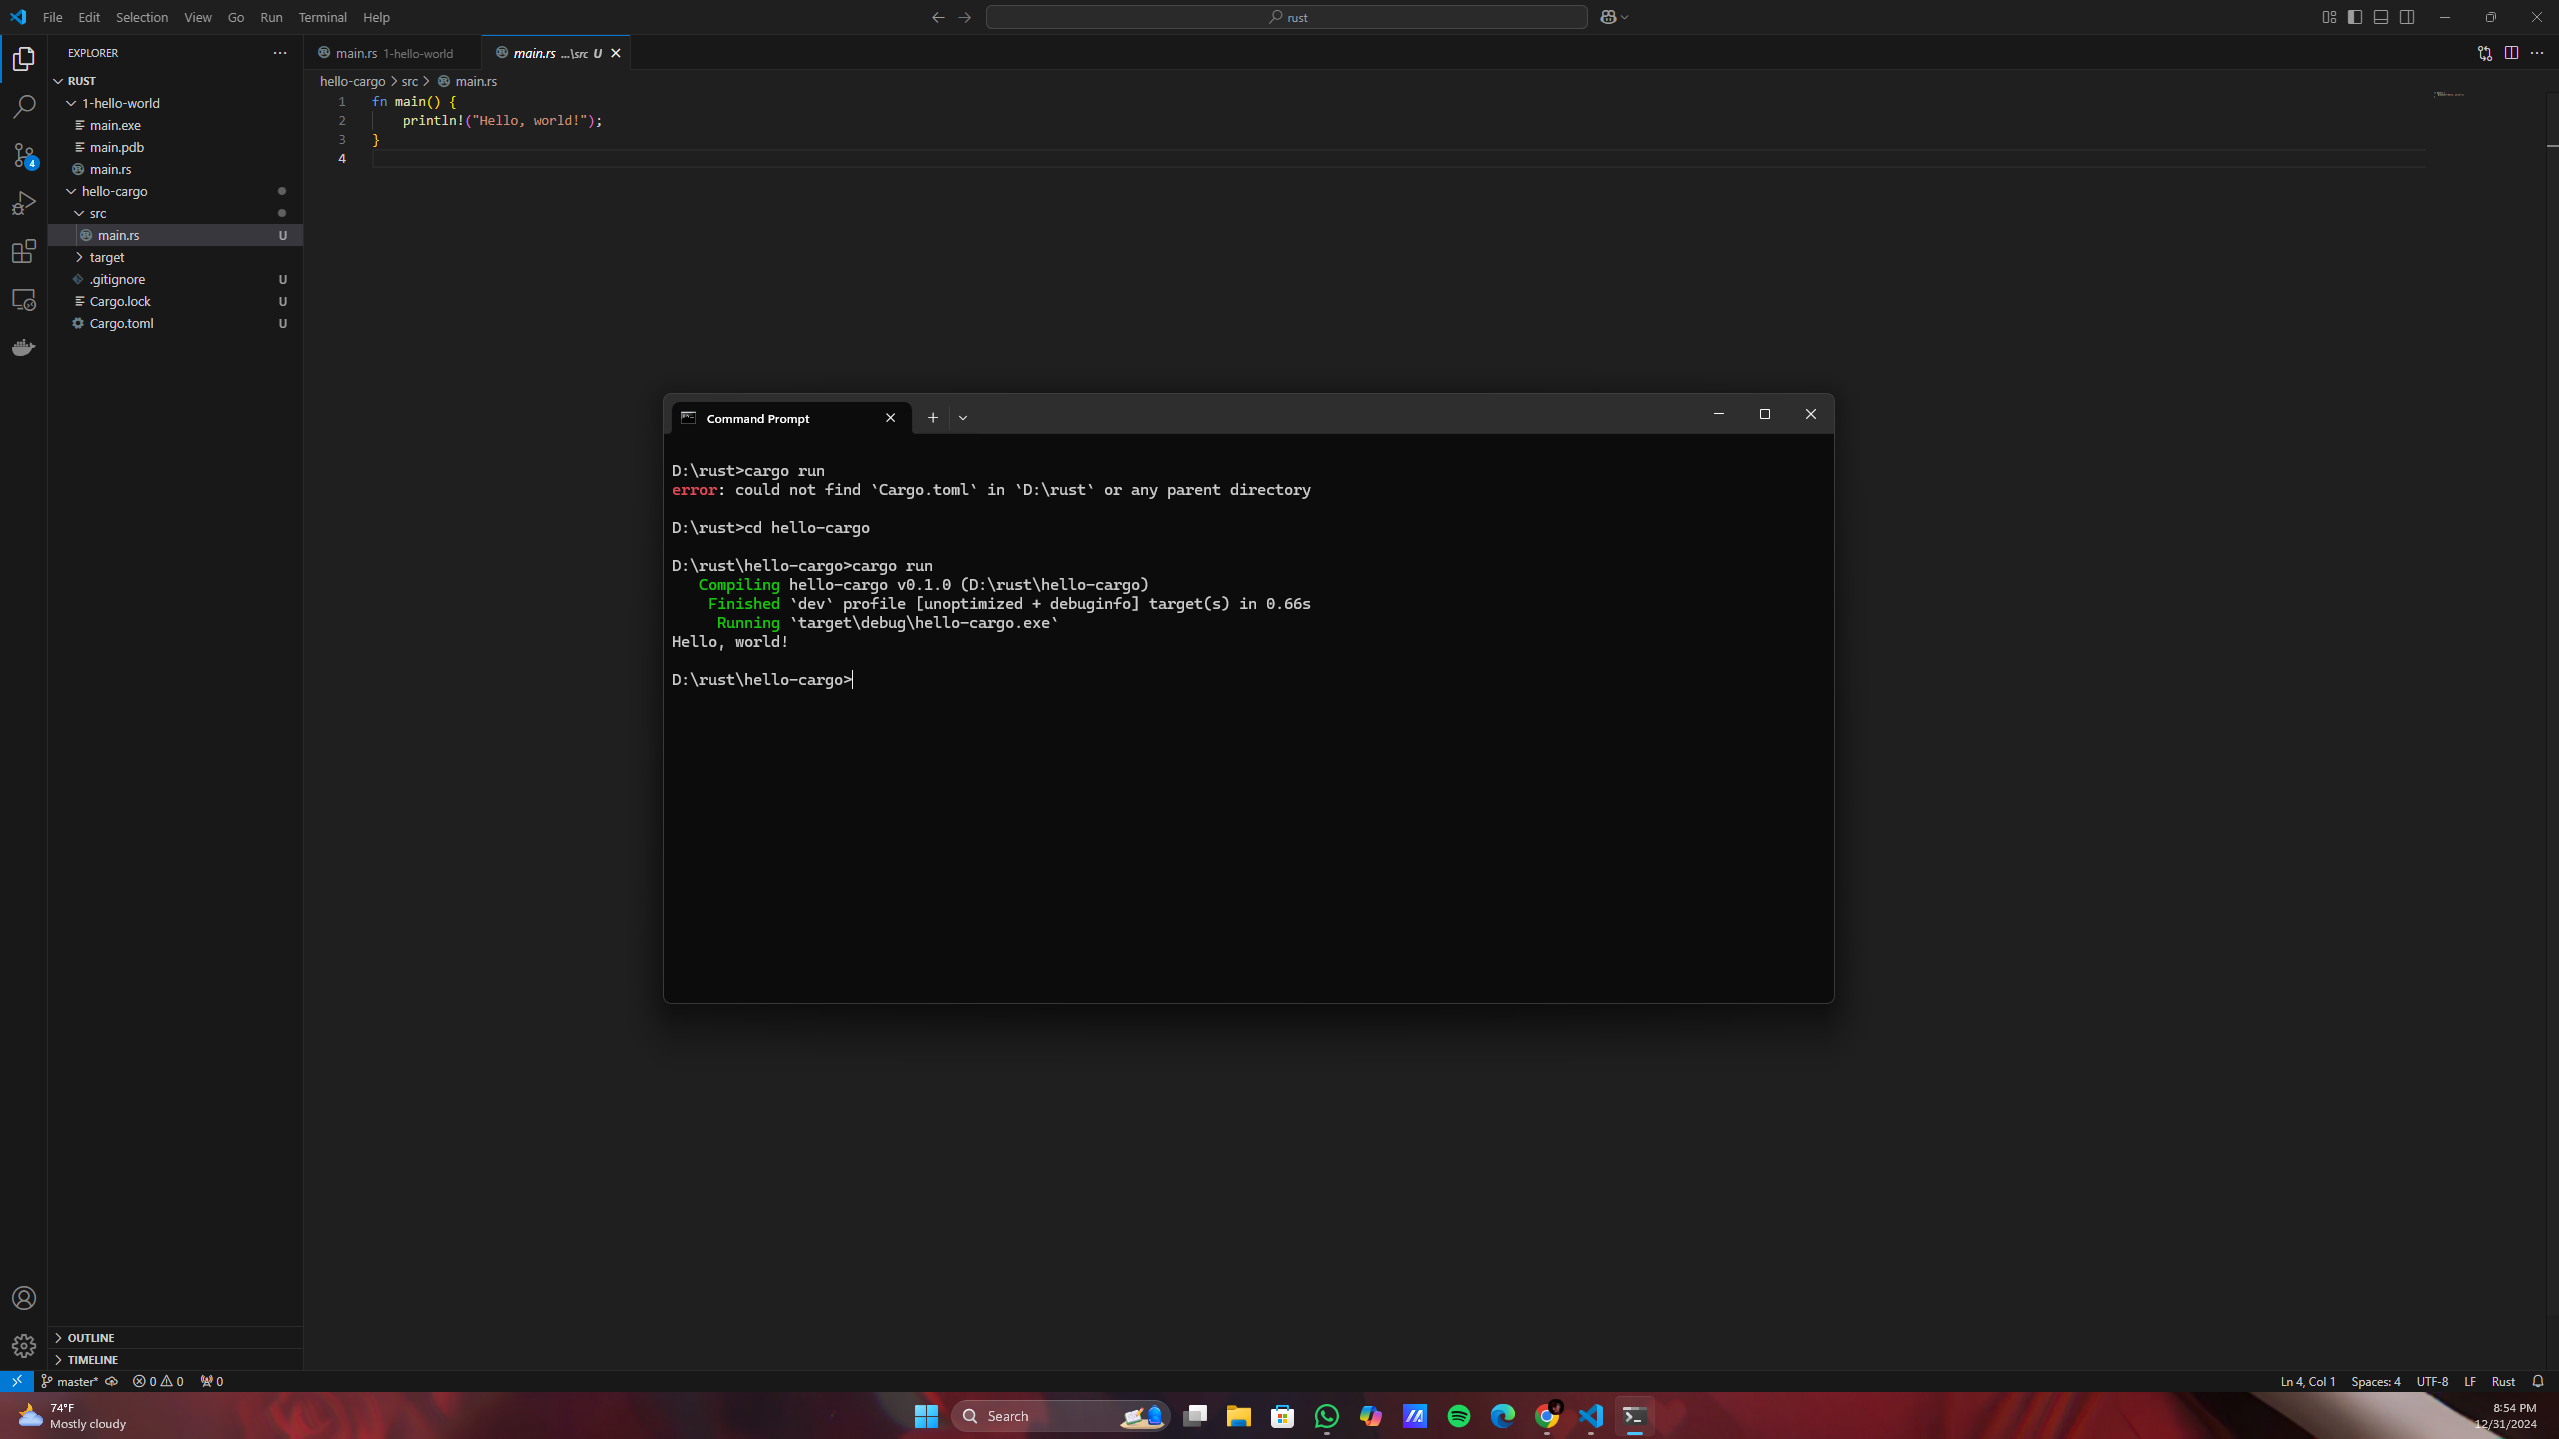 File Edit Selection View Go Run Terminal Help
rust
EXPLORER
main.rs 1-hello-world
main.rs ...\src U
RUST
hello-cargo > src > main.rs
1-hello-world
main.exe
main.pdb
main.rs
hello-cargo
src
main.rs U
target
.gitignore U
Cargo.lock U
Cargo.toml U
1 fn main() {
2 println!("Hello, world!");
3 }
4
4
Command Prompt
D:\rust>cargo run
error: could not find `Cargo.toml` in `D:\rust` or any parent directory
D:\rust>cd hello-cargo
D:\rust\hello-cargo>cargo run
Compiling hello-cargo v0.1.0 (D:\rust\hello-cargo)
Finished `dev` profile [unoptimized + debuginfo] target(s) in 0.66s
Running `target\debug\hello-cargo.exe`
Hello, world!
D:\rust\hello-cargo>
OUTLINE
TIMELINE
master* 0 0 0
Ln 4, Col 1 Spaces: 4 UTF-8 LF Rust
74°F
Mostly cloudy
Search
8:54 PM
12/31/2024